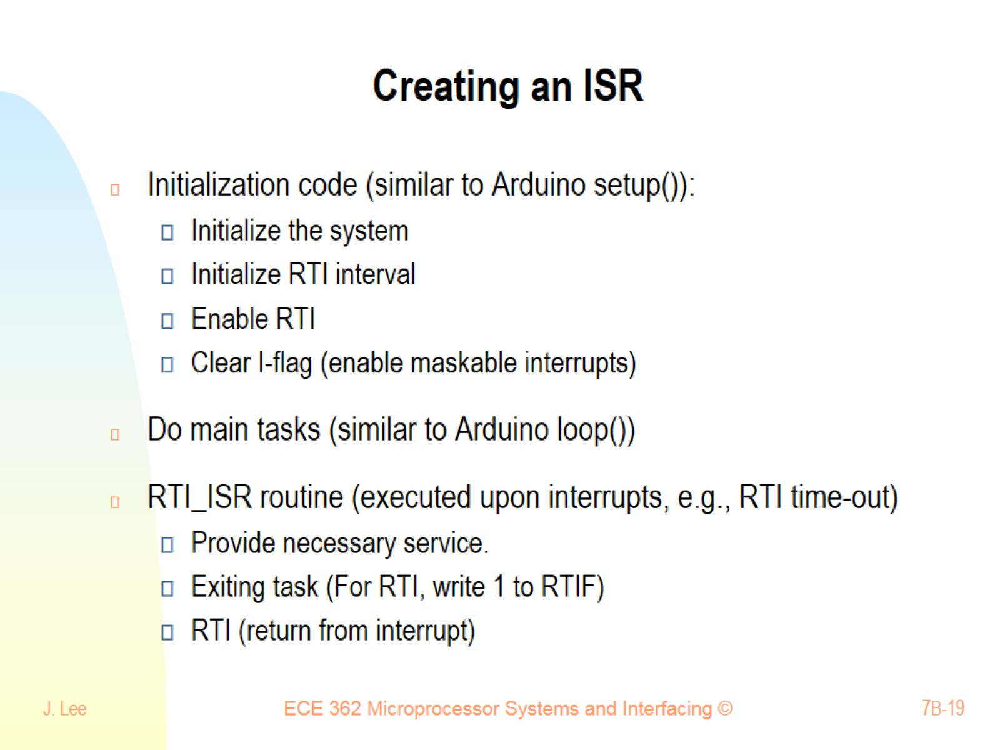 Creating an ISR
Initialization code (similar to Arduino setup()):
Initialize the system
Initialize RTI interval
Enable RTI
Clear I-flag (enable maskable interrupts)
Do main tasks (similar to Arduino loop())
RTI_ISR routine (executed upon interrupts, e.g., RTI time-out)
Provide necessary service.
Exiting task (For RTI, write 1 to RTIF)
RTI (return from interrupt)
J. Lee
ECE 362 Microprocessor Systems and Interfacing ©
7B-19